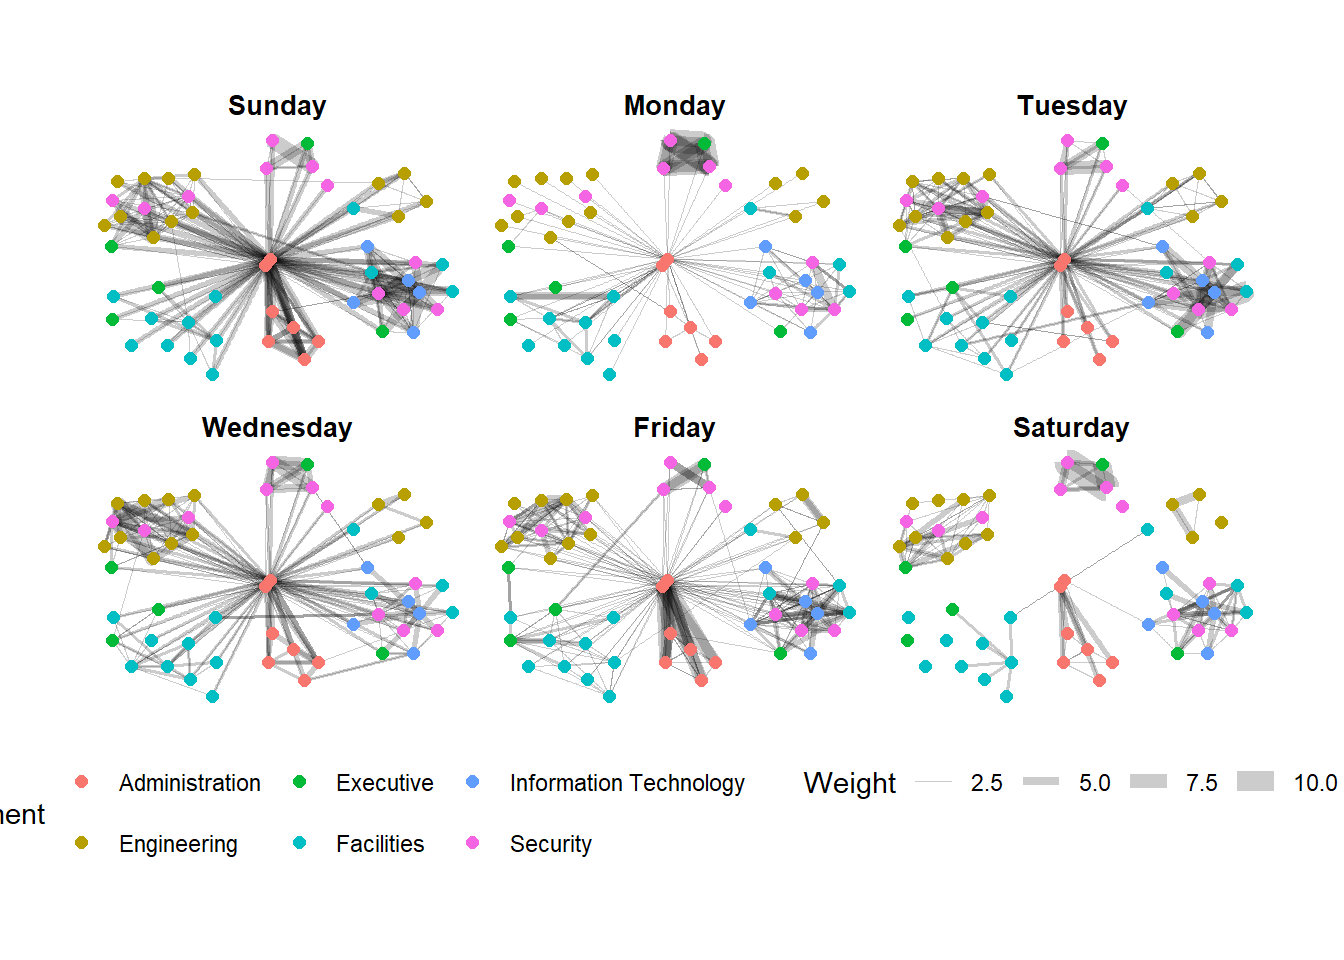 Sunday Monday Tuesday
Wednesday Friday Saturday
Administration Executive Information Technology Weight 2.5 5.0 7.5 10.0
Engineering Facilities Security